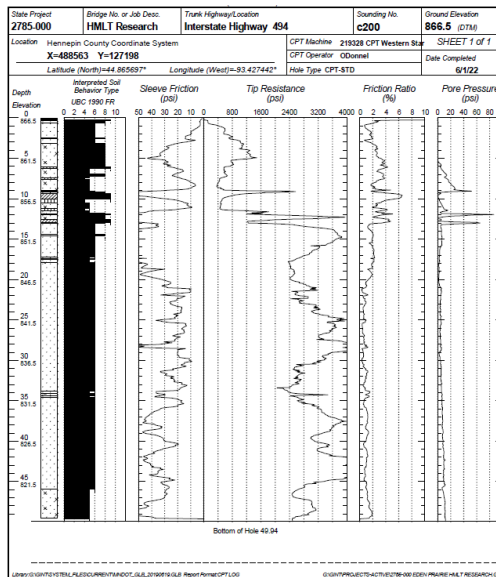 State Project Bridge No. or Job Desc. Trunk Highway/Location Sounding No. Ground Elevation
2785-000 HMLT Research Interstate Highway 494 c200 866.5 (DTM)
Location Hennepin County Coordinate System CPT Machine 219328 CPT Western Star SHEET 1 of 1
X=488563 Y=127198 CPT Operator ODonnel Date Completed
Latitude (North)=44.865697° Longitude (West)=-93.427442° Hole Type CPT-STD 6/1/22
Depth Interpreted Soil Behavior Type Sleeve Friction Tip Resistance Friction Ratio Pore Pressure
Elevation UBC 1990 FR (psi) (psi) (%) (psi)
0 0 2 4 6 8 10 50 40 30 20 10 0 800 1600 2400 3200 4000 0 2 4 6 8 10 0 20 40 60 80
866.5
5
861.5
10
856.5
15
851.5
20
846.5
25
841.5
30
836.5
35
831.5
40
826.5
45
821.5
Bottom of Hole 49.94